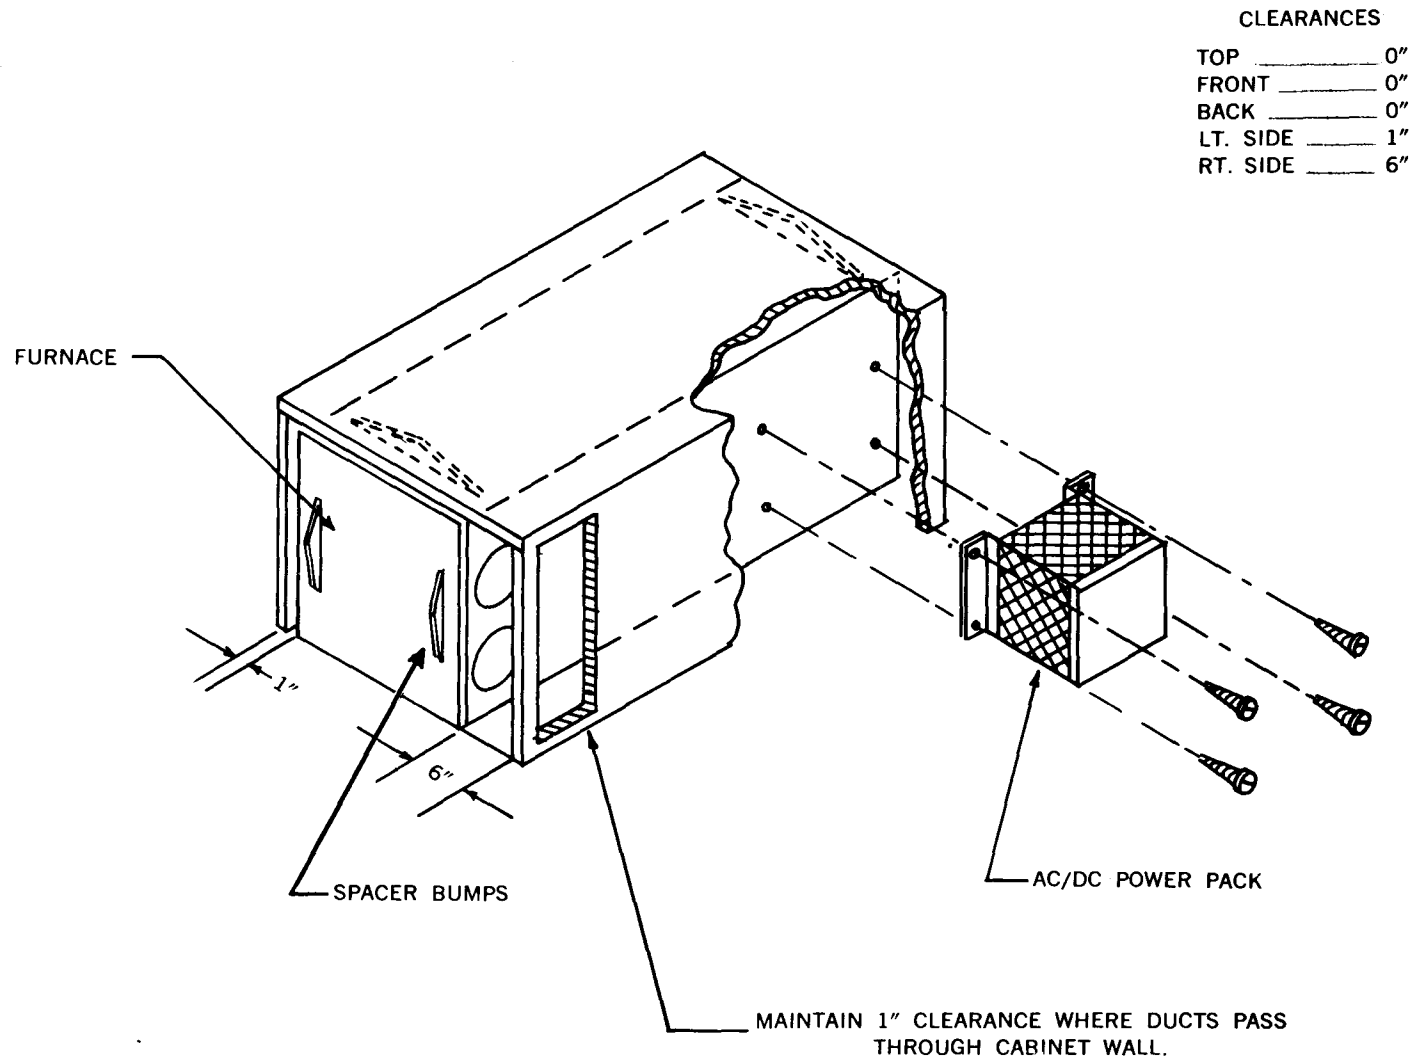 CLEARANCES
TOP 0"
FRONT 0"
BACK 0"
LT. SIDE 1"
RT. SIDE 6"
FURNACE
1"
6"
SPACER BUMPS
AC/DC POWER PACK
MAINTAIN 1" CLEARANCE WHERE DUCTS PASS
THROUGH CABINET WALL.